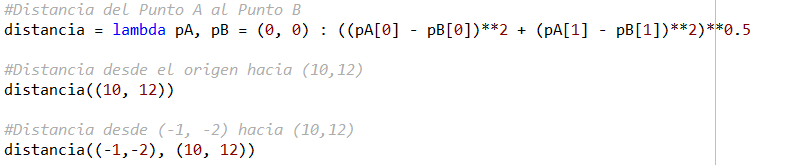 #Distancia del Punto A al Punto B
distancia = lambda pA, pB = (0, 0) : ((pA[0] - pB[0])**2 + (pA[1] - pB[1])**2)**0.5
#Distancia desde el origen hacia (10,12)
distancia((10, 12))
#Distancia desde (-1, -2) hacia (10,12)
distancia((-1,-2), (10, 12))